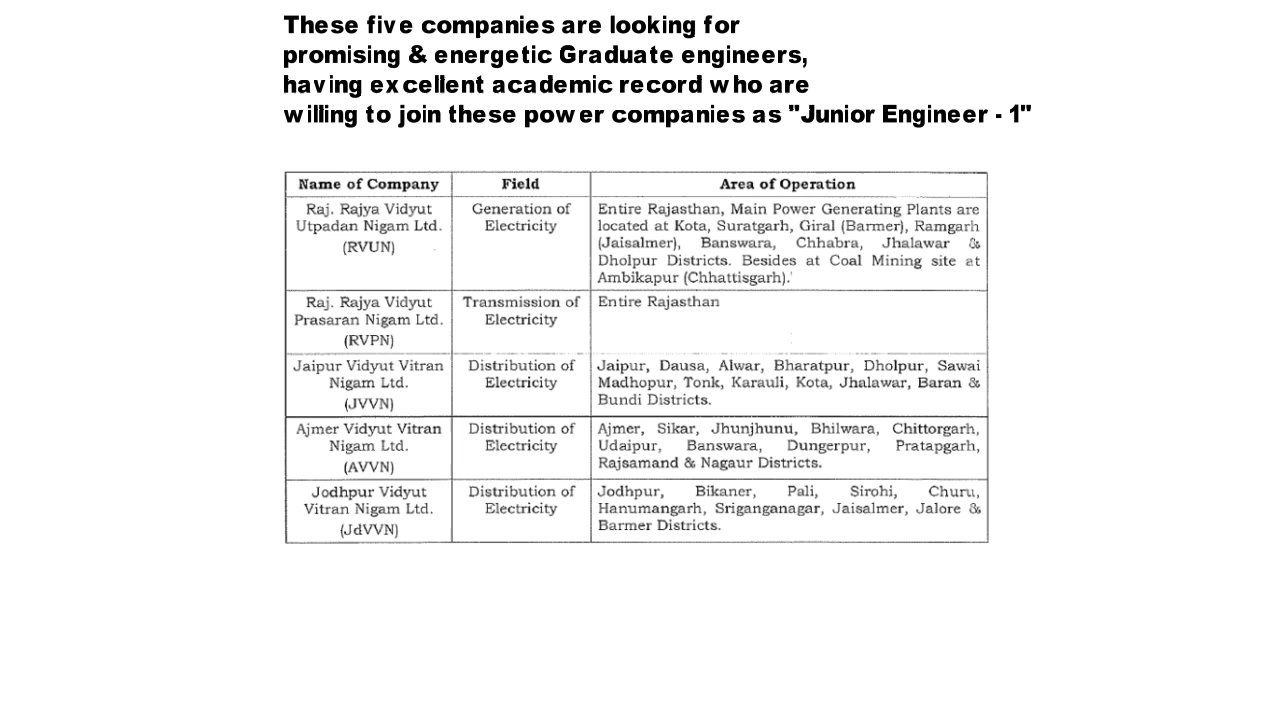 These five companies are looking for
promising & energetic Graduate engineers,
having excellent academic record who are
willing to join these power companies as "Junior Engineer - 1"
Name of Company Field Area of Operation
Raj. Rajya Vidyut
Utpadan Nigam Ltd.
(RVUN)
Generation of
Electricity
Entire Rajasthan, Main Power Generating Plants are
located at Kota, Suratgarh, Giral (Barmer), Ramgarh
(Jaisalmer), Banswara, Chhabra, Jhalawar &
Dholpur Districts. Besides at Coal Mining site at
Ambikapur (Chhattisgarh).
Raj. Rajya Vidyut
Prasaran Nigam Ltd.
(RVPN)
Transmission of
Electricity
Entire Rajasthan
Jaipur Vidyut Vitran
Nigam Ltd.
(JVVN)
Distribution of
Electricity
Jaipur, Dausa, Alwar, Bharatpur, Dholpur, Sawai
Madhopur, Tonk, Karauli, Kota, Jhalawar, Baran &
Bundi Districts.
Ajmer Vidyut Vitran
Nigam Ltd.
(AVVN)
Distribution of
Electricity
Ajmer, Sikar, Jhunjhunu, Bhilwara, Chittorgarh,
Udaipur, Banswara, Dungerpur, Pratapgarh,
Rajsamand & Nagaur Districts.
Jodhpur Vidyut
Vitran Nigam Ltd.
(JdVVN)
Distribution of
Electricity
Jodhpur, Bikaner, Pali, Sirohi, Churu,
Hanumangarh, Sriganganagar, Jaisalmer, Jalore &
Barmer Districts.